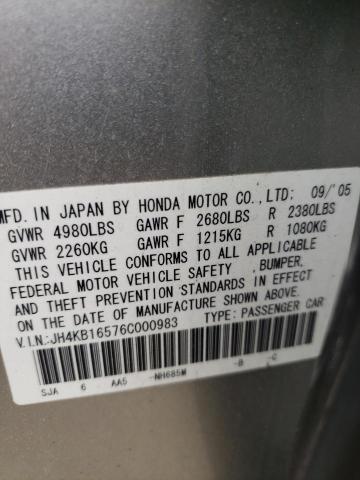 MFD. IN JAPAN BY HONDA MOTOR CO., LTD: 09/'05
GVWR 4980LBS GAWR F 2680LBS R 2380LBS
GVWR 2260KG GAWR F 1215KG R 1080KG
THIS VEHICLE CONFORMS TO ALL APPLICABLE
FEDERAL MOTOR VEHICLE SAFETY , BUMPER,
AND THEFT PREVENTION STANDARDS IN EFFECT
ON THE DATE OF MANUFACTURE SHOWN ABOVE.
V.I.N.:JH4KB16576C000983 TYPE: PASSENGER CAR
SJA 6 AA5 -NH685M -B -C